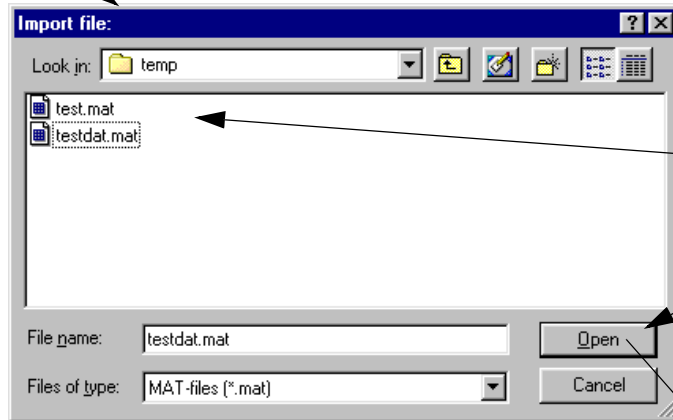 Import file:
Look in: temp
test.mat
testdat.mat
File name: testdat.mat Open
Files of type: MAT-files (*.mat) Cancel